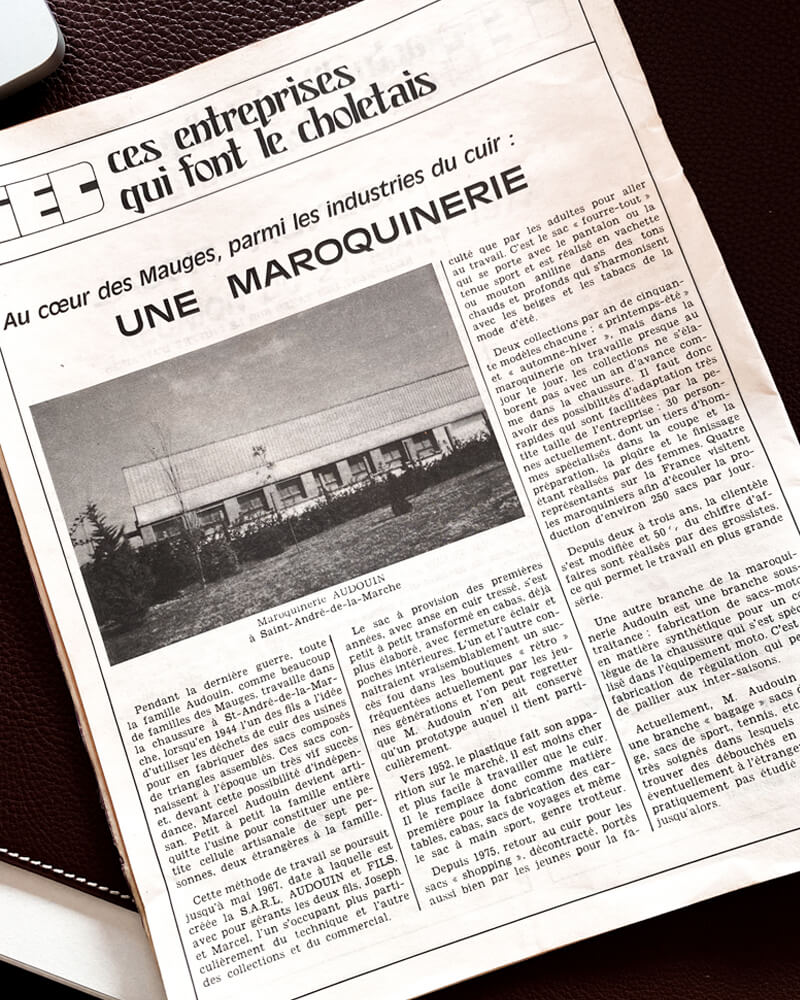 ces entreprises
qui font le choletais
Au cœur des Mauges, parmi les industries du cuir :
UNE MAROQUINERIE
Maroquinerie AUDOUIN
à Saint-André-de-la-Marche
Pendant la dernière guerre, toute
la famille Audouin, comme beaucoup
de familles des Mauges, travaille dans
la chaussure à St-André-de-la-Mar-
che, lorsqu'en 1944 l'un des fils a l'idée
d'utiliser les déchets de cuir des usines
pour en fabriquer des sacs composés
de triangles assemblés. Ces sacs con-
naissent à l'époque un très vif succès
et, devant cette possibilité d'indépen-
dance, Marcel Audouin devient arti-
san. Petit à petit la famille entière
quitte l'usine pour constituer une pe-
tite cellule artisanale de sept per-
sonnes, deux étrangères à la famille.
Cette méthode de travail se poursuit
jusqu'à mai 1967, date à laquelle est
créée la S.A.R.L. AUDOUIN et FILS,
avec pour gérants les deux fils, Joseph
et Marcel, l'un s'occupant plus parti-
culièrement du technique et l'autre
des collections et du commercial.
Le sac à provision des premières
années, avec anse en cuir tressé, s'est
petit à petit transformé en cabas, déjà
plus élaboré, avec fermeture éclair et
poches intérieures. L'un et l'autre con-
naîtraient vraisemblablement un suc-
cès fou dans les boutiques « rétro »
fréquentées actuellement par les jeu-
nes générations et l'on peut regretter
que M. Audouin n'en ait conservé
qu'un prototype auquel il tient parti-
culièrement.
Vers 1952, le plastique fait son appa-
rition sur le marché, il est moins cher
et plus facile à travailler que le cuir.
Il le remplace donc comme matière
première pour la fabrication des car-
tables, cabas, sacs de voyages et même
le sac à main sport, genre trotteur.
Depuis 1975, retour au cuir pour les
sacs « shopping », décontracté, portés
aussi bien par les jeunes pour la fa-
culté que par les adultes pour aller
au travail. C'est le sac « fourre-tout »
qui se porte avec le pantalon ou la
tenue sport et est réalisé en vachette
ou mouton aniline dans des tons
chauds et profonds qui s'harmonisent
avec les beiges et les tabacs de la
mode d'été.
Deux collections par an de cinquan-
te modèles chacune : « printemps-été »
et « automne-hiver », mais dans la
maroquinerie on travaille presque au
jour le jour, les collections ne s'éla-
borent pas avec un an d'avance com-
me dans la chaussure. Il faut donc
avoir des possibilités d'adaptation très
rapides qui sont facilitées par la pe-
tite taille de l'entreprise : 30 person-
nes actuellement, dont un tiers d'hom-
mes spécialisés dans la coupe et la
préparation, la piqûre et le finissage
étant réalisés par des femmes. Quatre
représentants sur la France visitent
les maroquiniers afin d'écouler la pro-
duction d'environ 250 sacs par jour.
Depuis deux à trois ans, la clientèle
s'est modifiée et 50 % du chiffre d'af-
faires sont réalisés par des grossistes,
ce qui permet le travail en plus grande
série.
Une autre branche de la maroqui-
nerie Audouin est une branche sous-
traitance : fabrication de sacs-moto
en matière synthétique pour un
lègue de la chaussure qui s'est
lisé dans l'équipement moto. C'est
fabrication de régulation qui
de pallier aux inter-saisons.
Actuellement, M. Audouin
une branche « bagage » sacs
ge, sacs de sport, tennis, etc.
très soignés dans lesquels
trouver des débouchés en
éventuellement à l'étranger
pratiquement pas étudié
jusqu'alors.